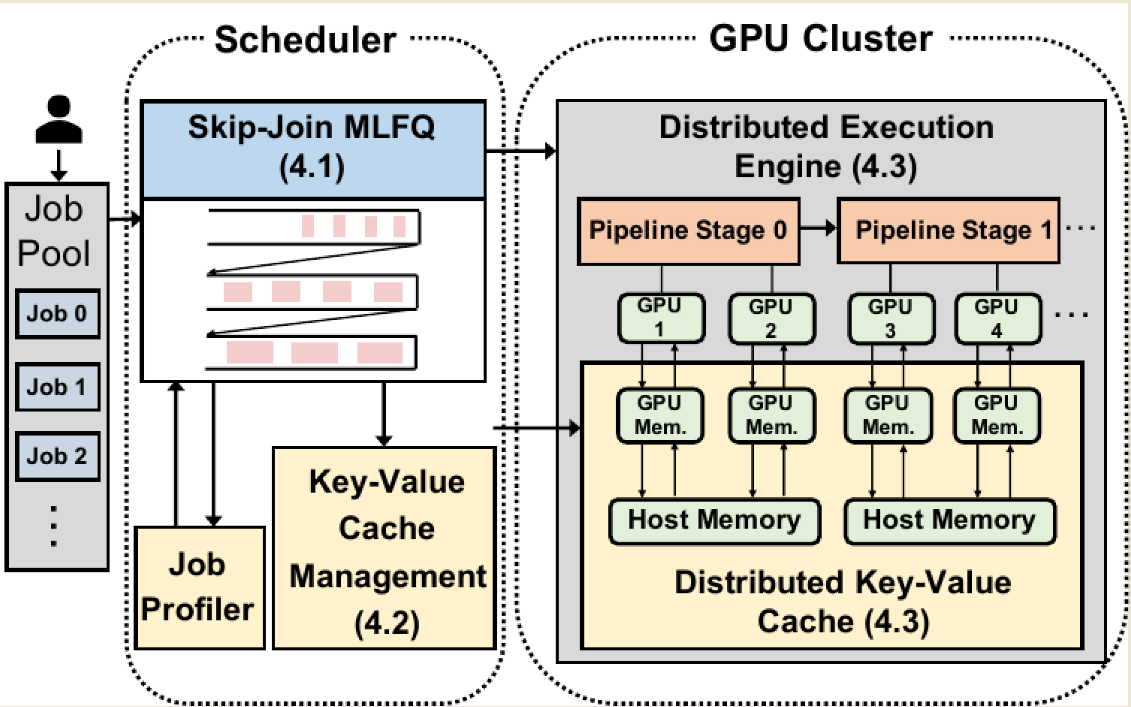 Scheduler
GPU Cluster
Skip-Join MLFQ
(4.1)
Job
Pool
Job 0
Job 1
Job 2
Job
Profiler
Key-Value
Cache
Management
(4.2)
Distributed Execution
Engine (4.3)
Pipeline Stage 0
Pipeline Stage 1
...
GPU
1
GPU
2
GPU
3
GPU
4
...
GPU
Mem.
GPU
Mem.
GPU
Mem.
GPU
Mem.
Host Memory
Host Memory
Distributed Key-Value
Cache (4.3)